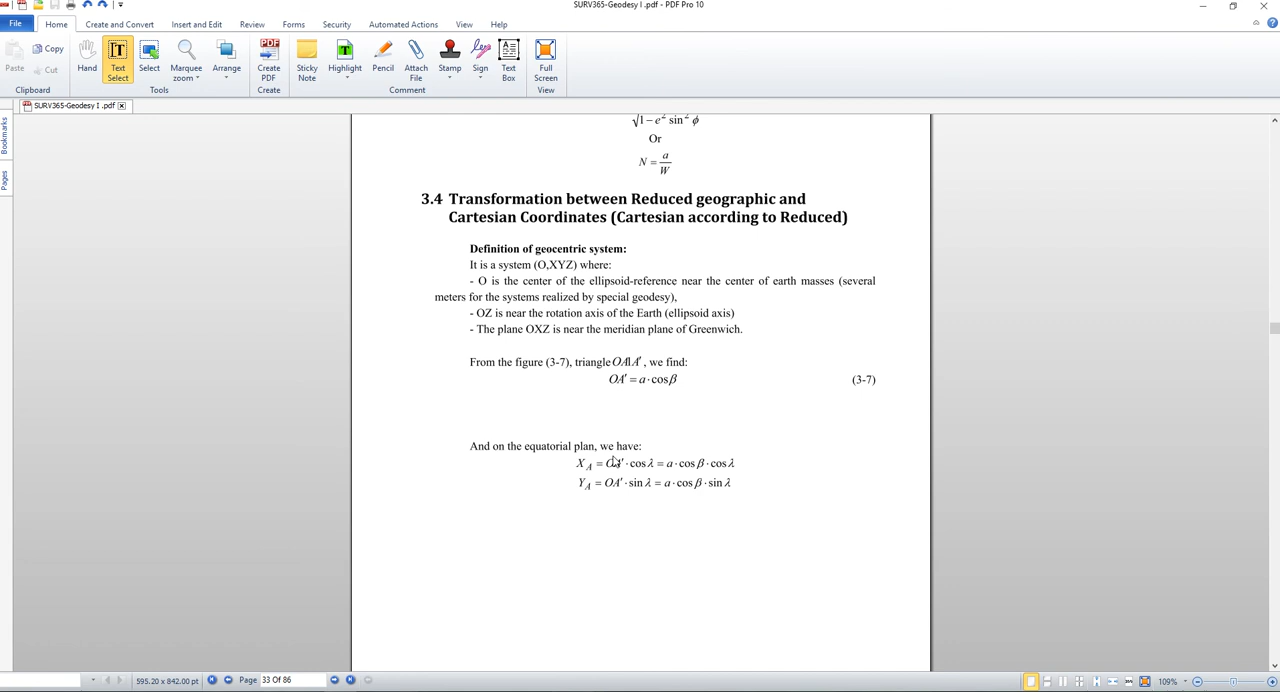 SURV365-Geodesy I .pdf - PDF Pro 10
File Home Create and Convert Insert and Edit Review Forms Security Automated Actions View Help
Paste Copy Cut Hand Text Select Select Marquee zoom Arrange Create PDF Sticky Note Highlight Pencil Attach File Stamp Sign Text Box Full Screen
Clipboard Tools Create Comment View
SURV365-Geodesy I .pdf
Bookmarks
Pages
√1 − e² sin² ϕ
Or
N = a / W
3.4 Transformation between Reduced geographic and
Cartesian Coordinates (Cartesian according to Reduced)
Definition of geocentric system:
It is a system (O,XYZ) where:
- O is the center of the ellipsoid-reference near the center of earth masses (several
meters for the systems realized by special geodesy),
- OZ is near the rotation axis of the Earth (ellipsoid axis)
- The plane OXZ is near the meridian plane of Greenwich.
From the figure (3-7), triangle OA1A′, we find:
OA′ = a · cos β (3-7)
And on the equatorial plan, we have:
X_A = OA′ · cos λ = a · cos β · cos λ
Y_A = OA′ · sin λ = a · cos β · sin λ
595.20 x 842.00 pt Page 33 Of 86 109%